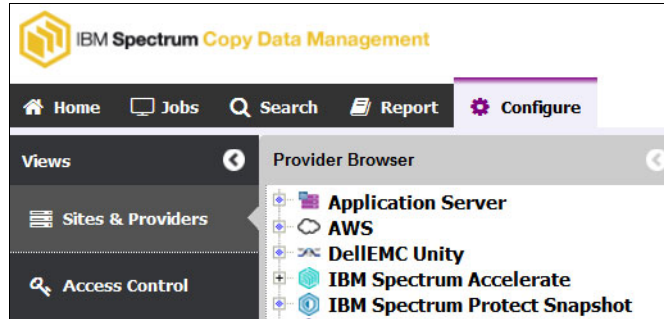 IBM Spectrum Copy Data Management
Home Jobs Search Report Configure
Views
Sites & Providers
Access Control
Provider Browser
Application Server
AWS
DellEMC Unity
IBM Spectrum Accelerate
IBM Spectrum Protect Snapshot